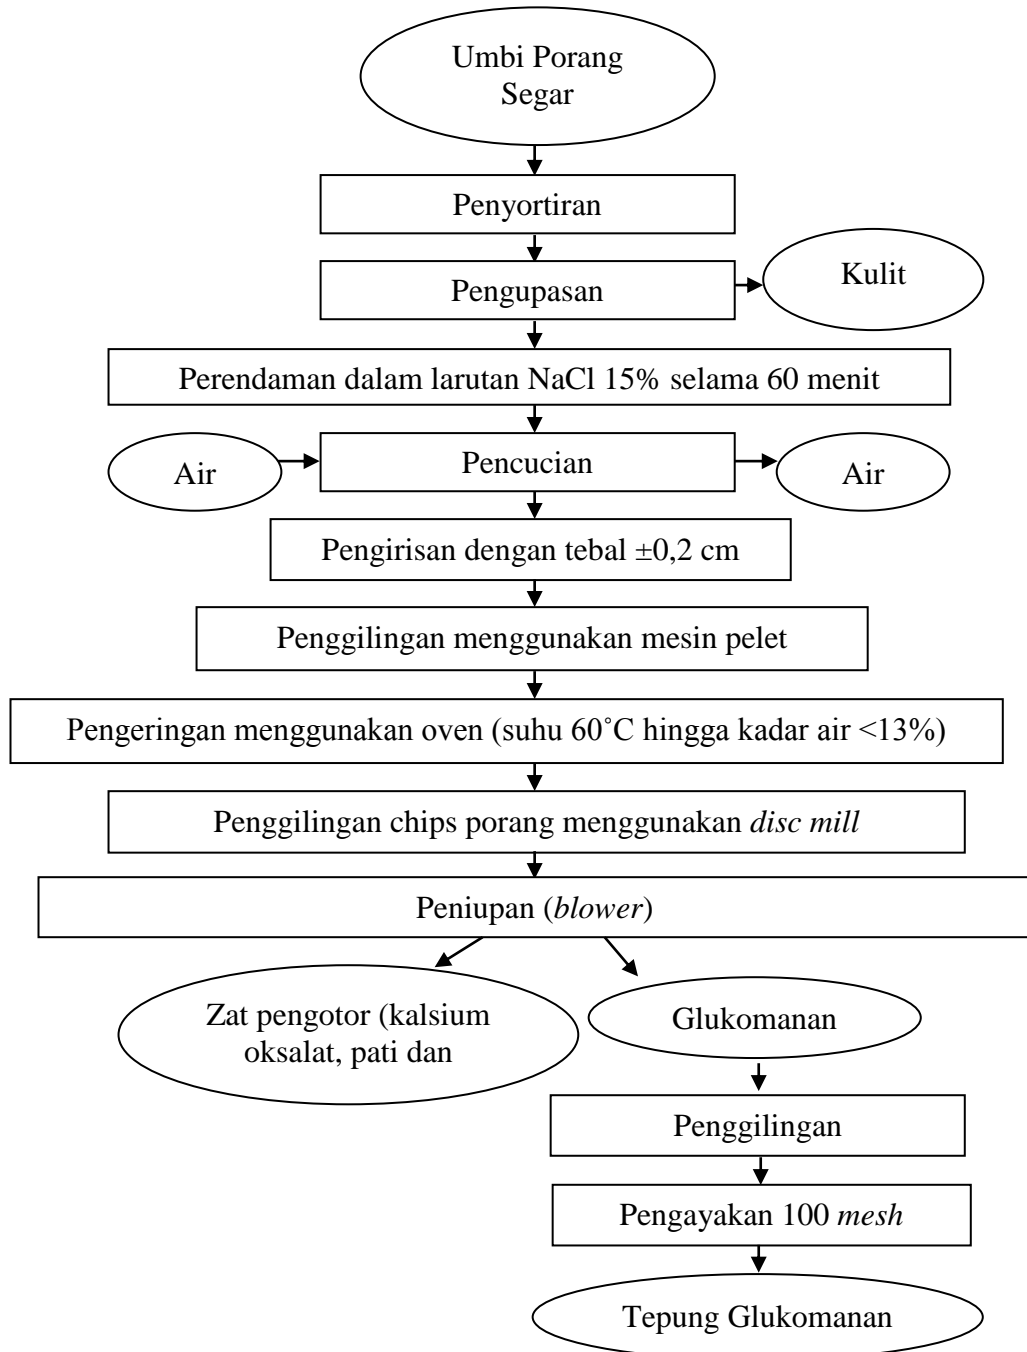 Umbi Porang
Segar
Penyortiran
Pengupasan
Kulit
Perendaman dalam larutan NaCl 15% selama 60 menit
Air
Pencucian
Air
Pengirisan dengan tebal ±0,2 cm
Penggilingan menggunakan mesin pelet
Pengeringan menggunakan oven (suhu 60˚C hingga kadar air <13%)
Penggilingan chips porang menggunakan disc mill
Peniupan (blower)
Zat pengotor (kalsium
oksalat, pati dan
Glukomanan
Penggilingan
Pengayakan 100 mesh
Tepung Glukomanan